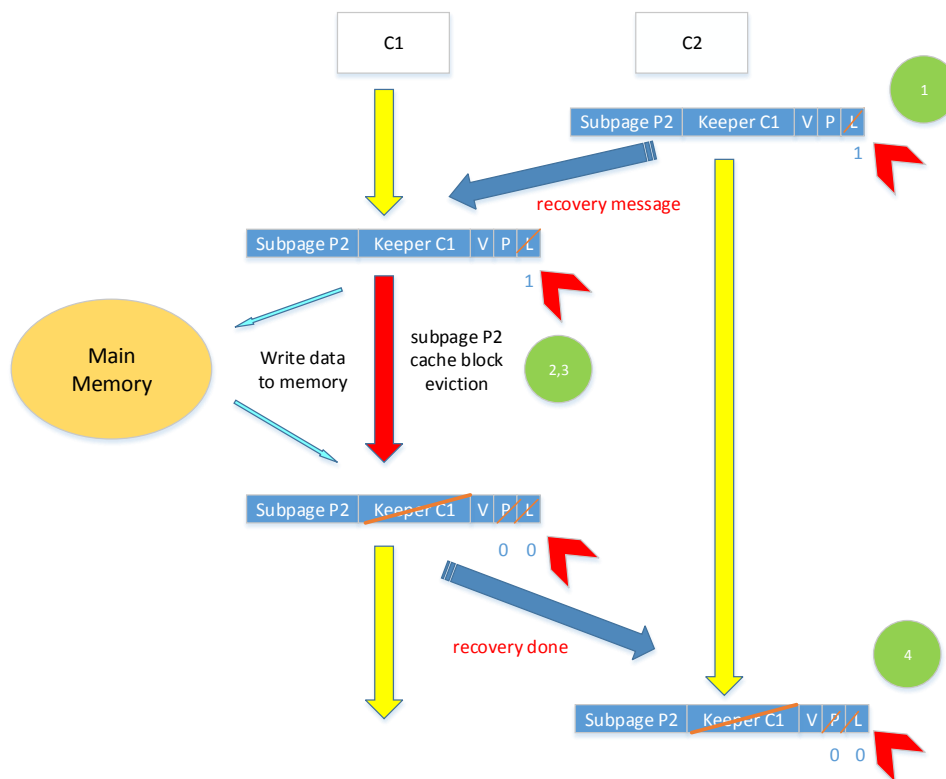 C1
C2
1
Subpage P2 Keeper C1 V P L
1
recovery message
Subpage P2 Keeper C1 V P L
1
Main
Memory
Write data
to memory
subpage P2
cache block
eviction
2,3
Subpage P2 Keeper C1 V P L
0 0
recovery done
4
Subpage P2 Keeper C1 V P L
0 0